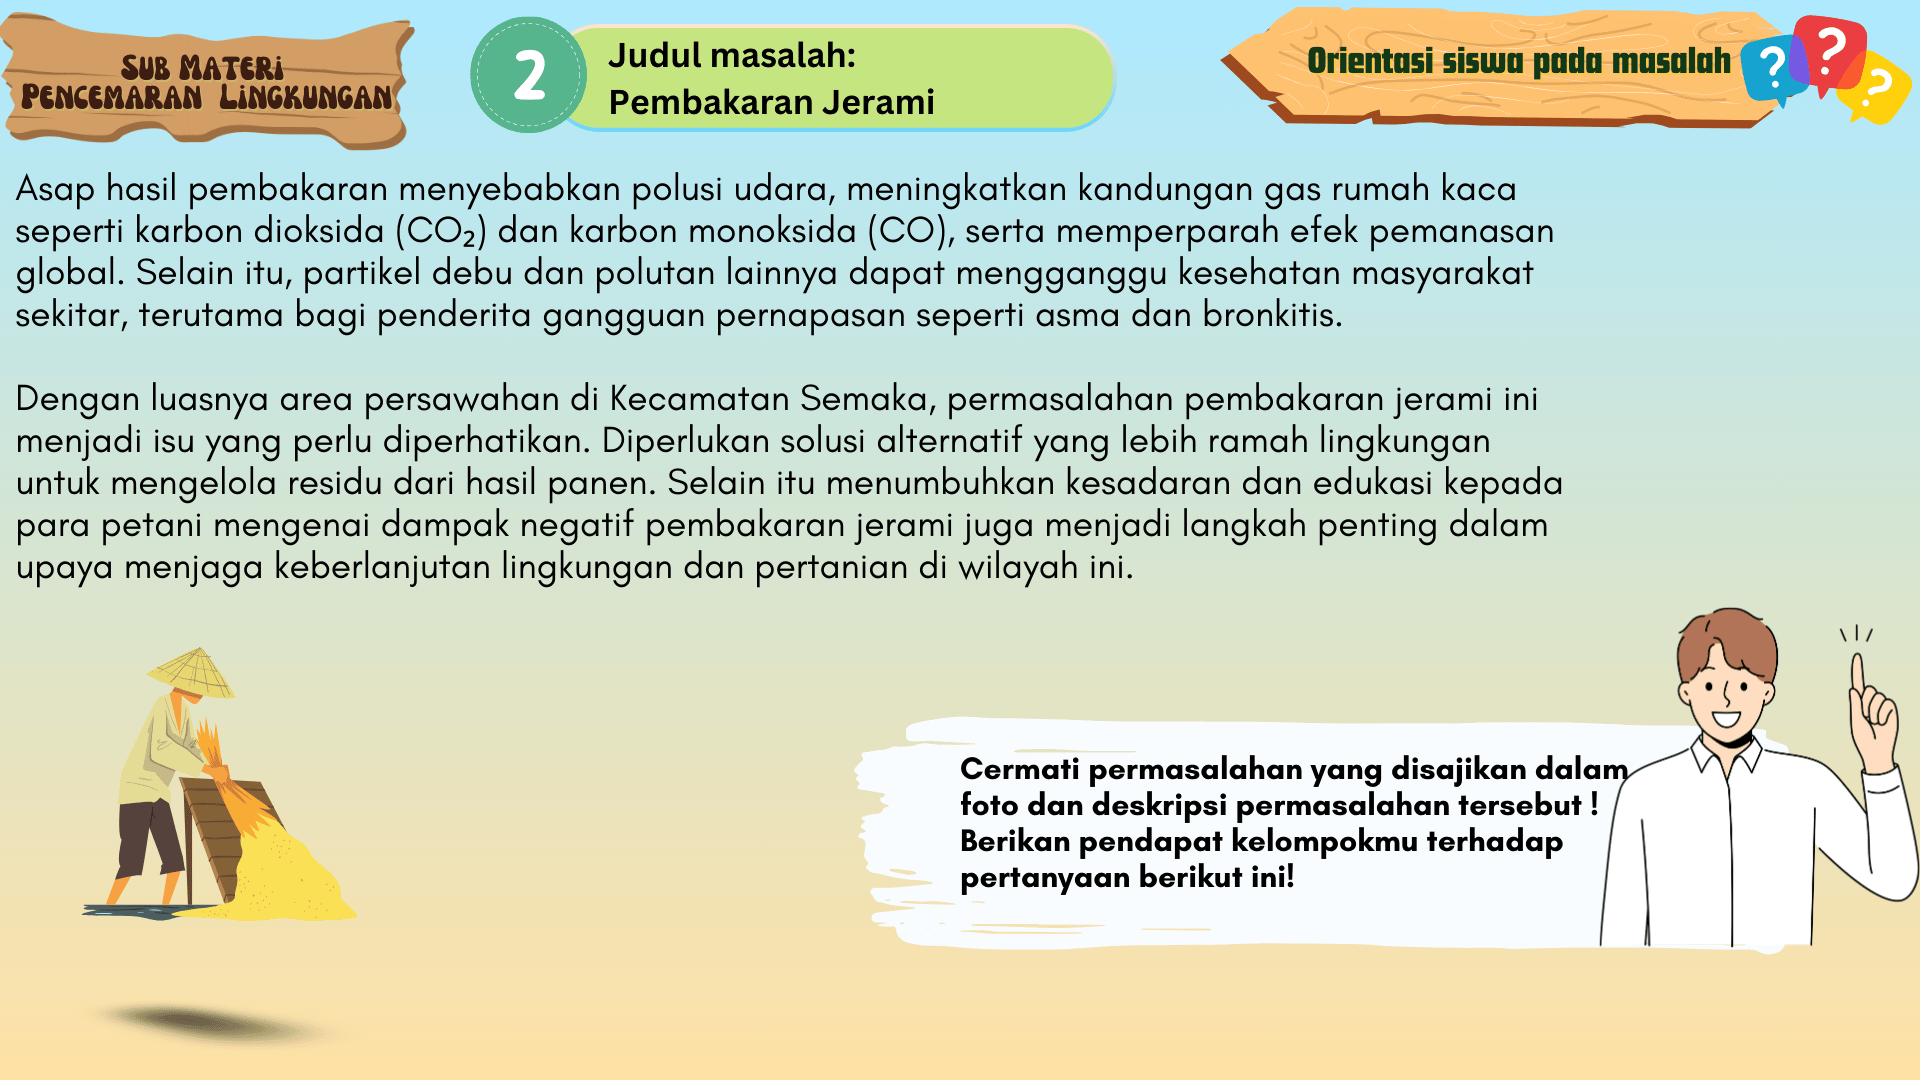 Sub Materi
Pencemaran Lingkungan
2
Judul masalah:
Pembakaran Jerami
Orientasi siswa pada masalah
? ? ?
Asap hasil pembakaran menyebabkan polusi udara, meningkatkan kandungan gas rumah kaca
seperti karbon dioksida (CO₂) dan karbon monoksida (CO), serta memperparah efek pemanasan
global. Selain itu, partikel debu dan polutan lainnya dapat mengganggu kesehatan masyarakat
sekitar, terutama bagi penderita gangguan pernapasan seperti asma dan bronkitis.
Dengan luasnya area persawahan di Kecamatan Semaka, permasalahan pembakaran jerami ini
menjadi isu yang perlu diperhatikan. Diperlukan solusi alternatif yang lebih ramah lingkungan
untuk mengelola residu dari hasil panen. Selain itu menumbuhkan kesadaran dan edukasi kepada
para petani mengenai dampak negatif pembakaran jerami juga menjadi langkah penting dalam
upaya menjaga keberlanjutan lingkungan dan pertanian di wilayah ini.
Cermati permasalahan yang disajikan dalam
foto dan deskripsi permasalahan tersebut !
Berikan pendapat kelompokmu terhadap
pertanyaan berikut ini!